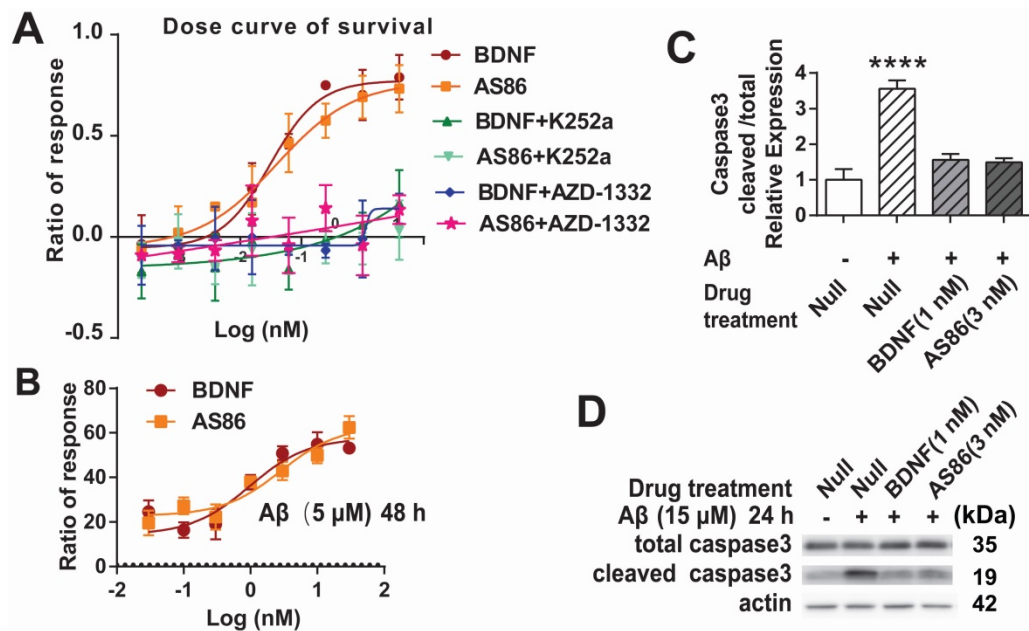 A
Dose curve of survival
1.0
0.5
0.0
-0.5
Ratio of response
-2
-1
0
1
Log (nM)
BDNF
AS86
BDNF+K252a
AS86+K252a
BDNF+AZD-1332
AS86+AZD-1332
B
BDNF
AS86
80
60
40
20
0
Ratio of response
Aβ (5 μM) 48 h
-2
-1
0
1
2
Log (nM)
C
Caspase3
cleaved /total
Relative Expression
4
3
2
1
0
****
Aβ - + + +
Drug
treatment
Null
Null
BDNF(1 nM)
AS86(3 nM)
D
Null
Null
BDNF(1 nM)
AS86(3 nM)
Drug treatment
Aβ (15 μM) 24 h - + + + (kDa)
total caspase3 35
cleaved caspase3 19
actin 42